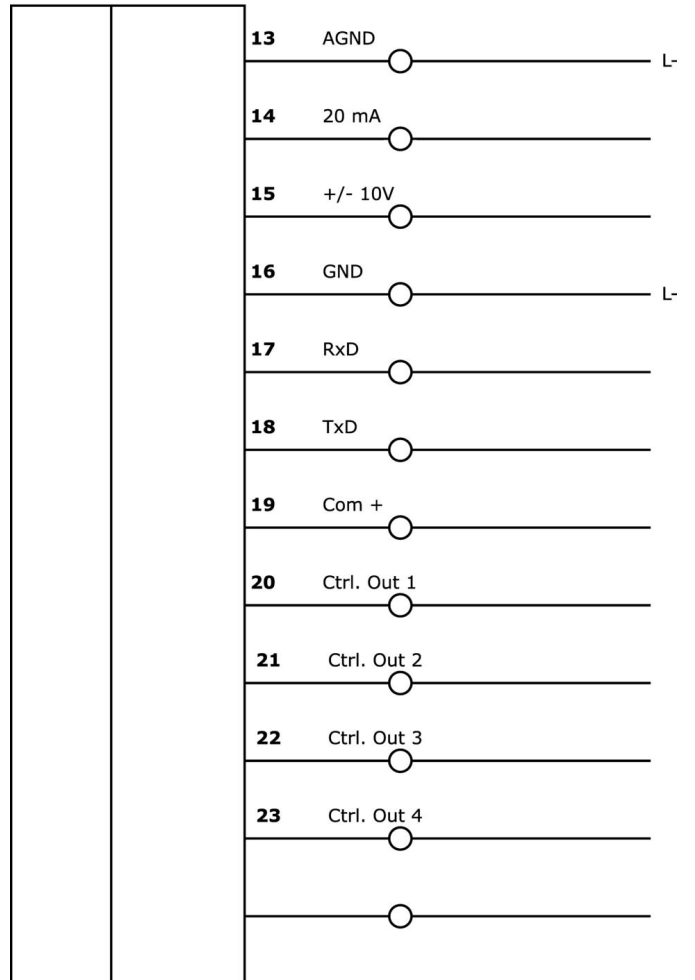 13 AGND
L-
14 20 mA
15 +/- 10V
16 GND
L-
17 RxD
18 TxD
19 Com +
20 Ctrl. Out 1
21 Ctrl. Out 2
22 Ctrl. Out 3
23 Ctrl. Out 4